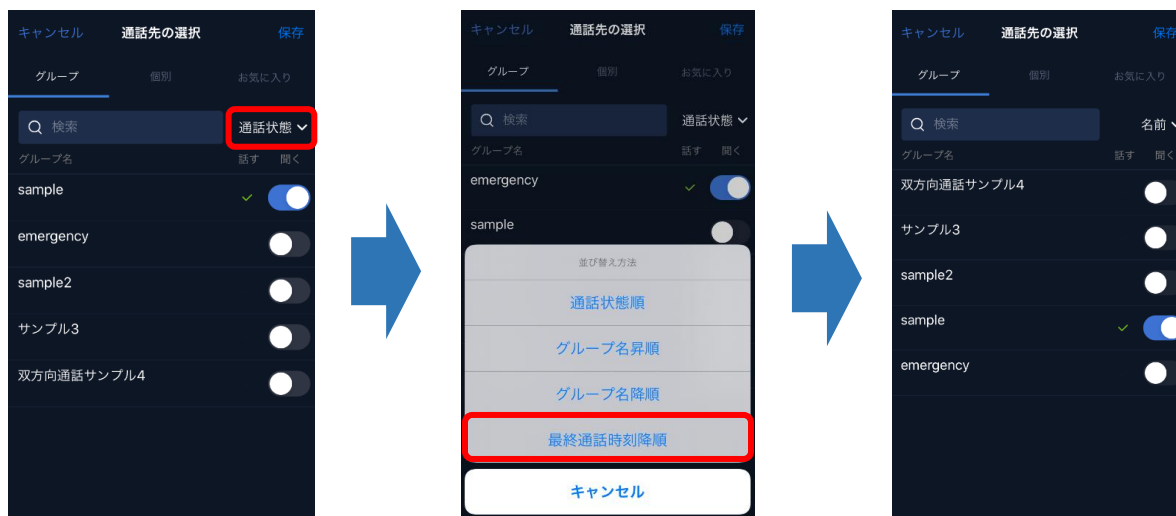 キャンセル 通話先の選択 保存
グループ 個別 お気に入り
検索 通話状態
グループ名 話す 聞く
sample
emergency
sample2
サンプル3
双方向通話サンプル4
キャンセル 通話先の選択 保存
グループ 個別 お気に入り
検索 通話状態
グループ名 話す 聞く
emergency
sample
並び替え方法
通話状態順
グループ名昇順
グループ名降順
最終通話時刻降順
キャンセル
キャンセル 通話先の選択 保存
グループ 個別 お気に入り
検索 名前
グループ名 話す 聞く
双方向通話サンプル4
サンプル3
sample2
sample
emergency